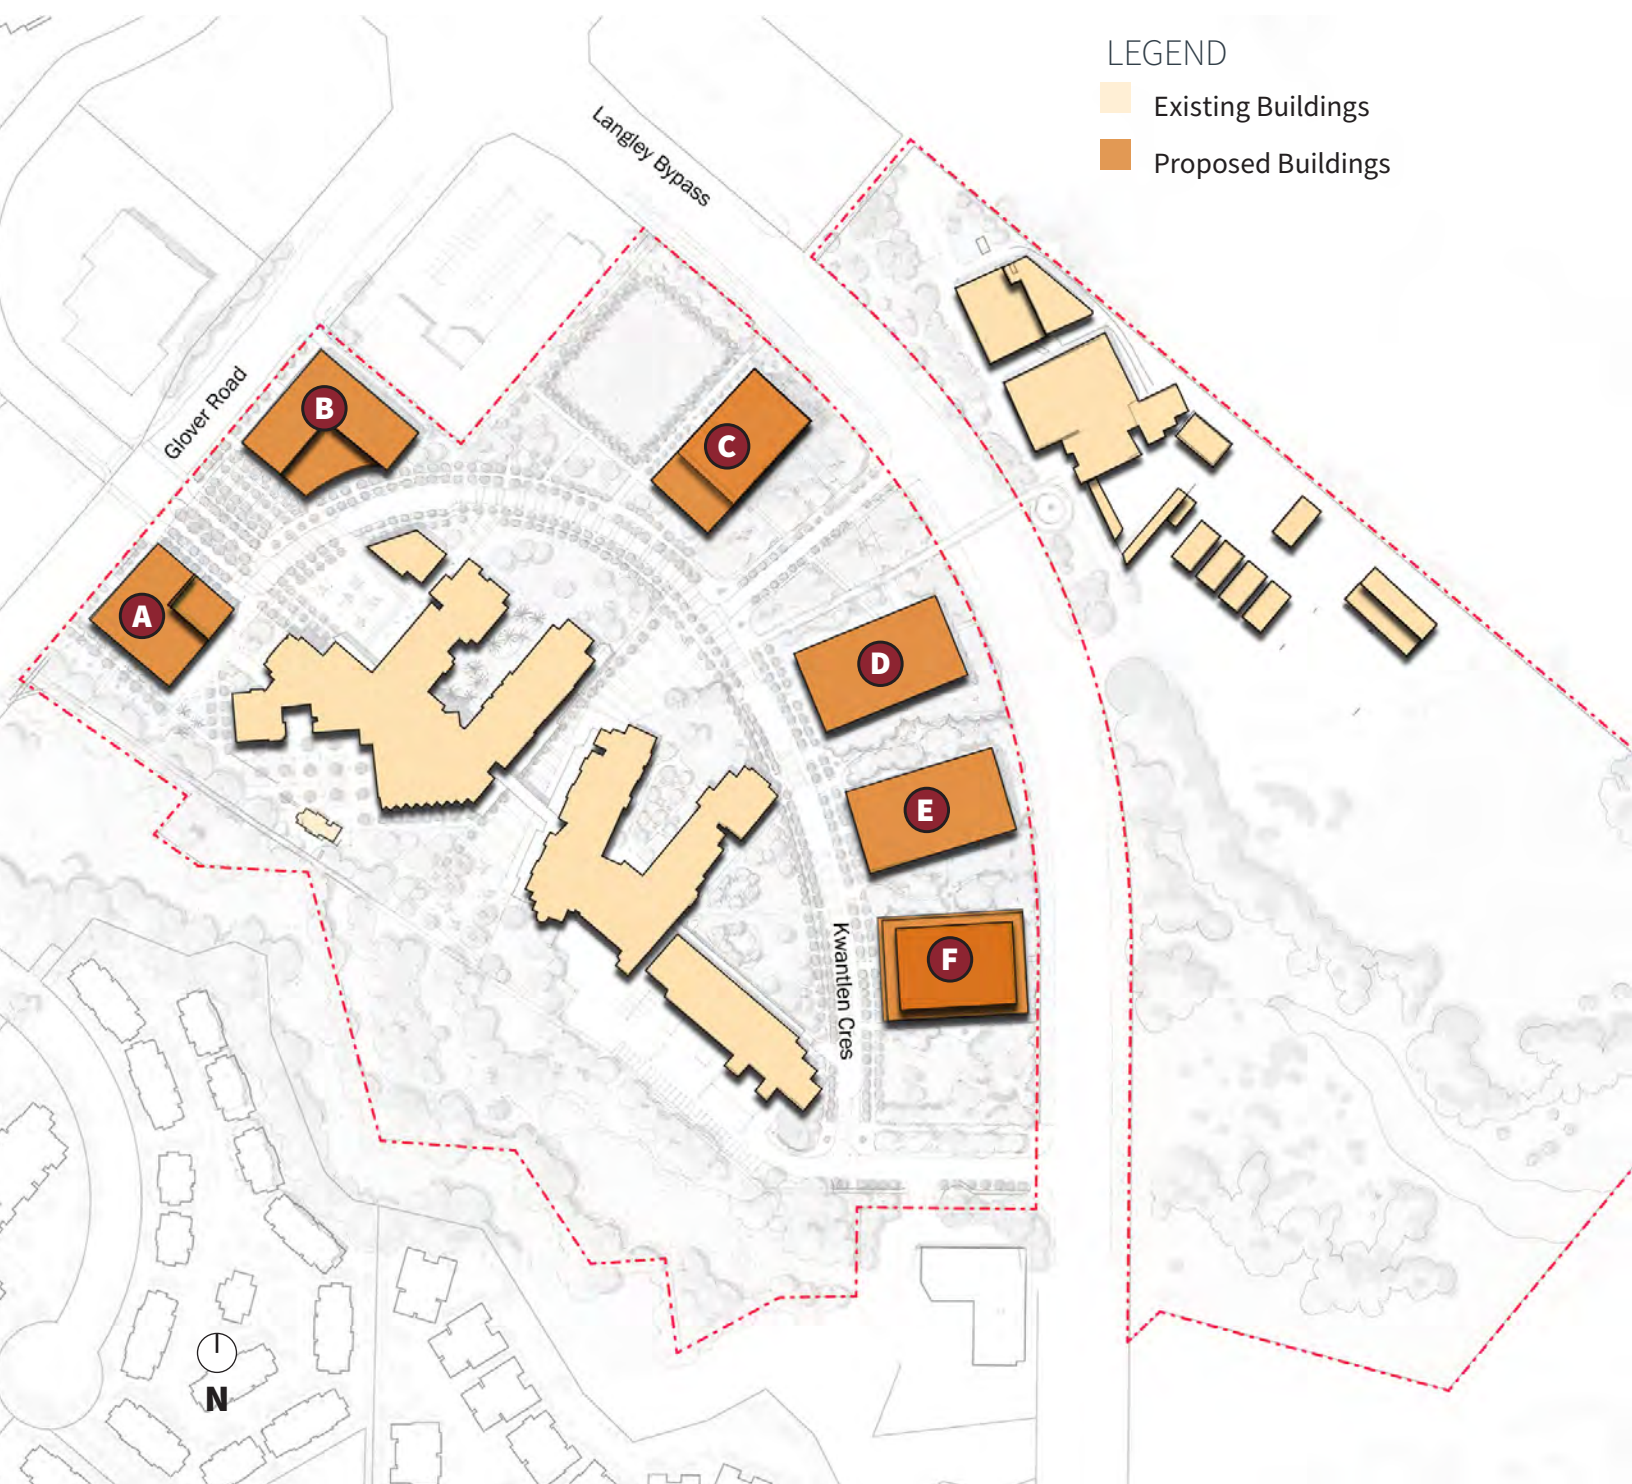 LEGEND
Existing Buildings
Proposed Buildings
Langley Bypass
Glover Road
B
C
A
D
E
F
Kwantlen Cres
N